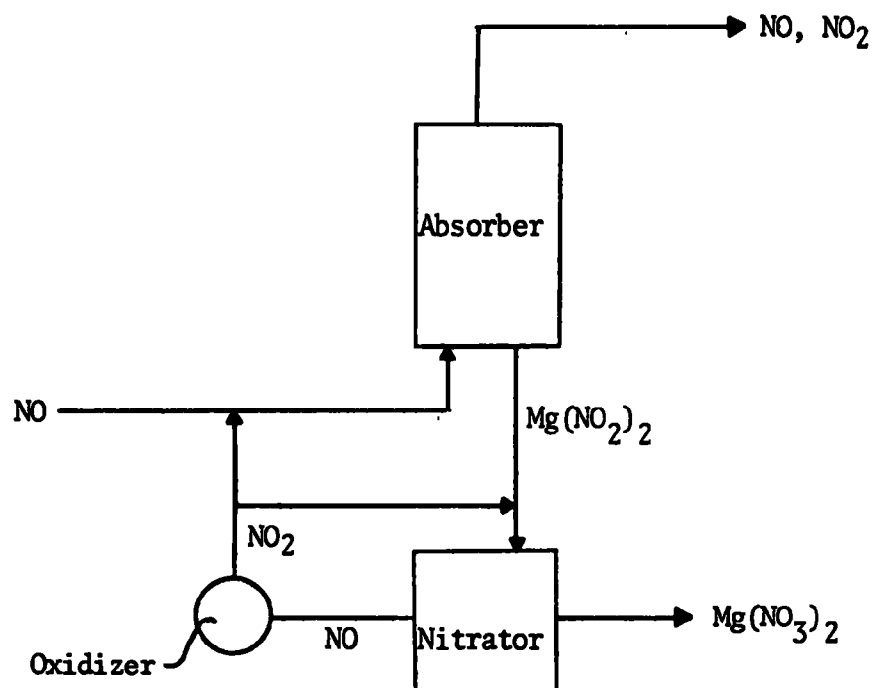 NO, NO2
Absorber
NO
Mg(NO2)2
NO2
NO
Nitrator
Mg(NO3)2
Oxidizer